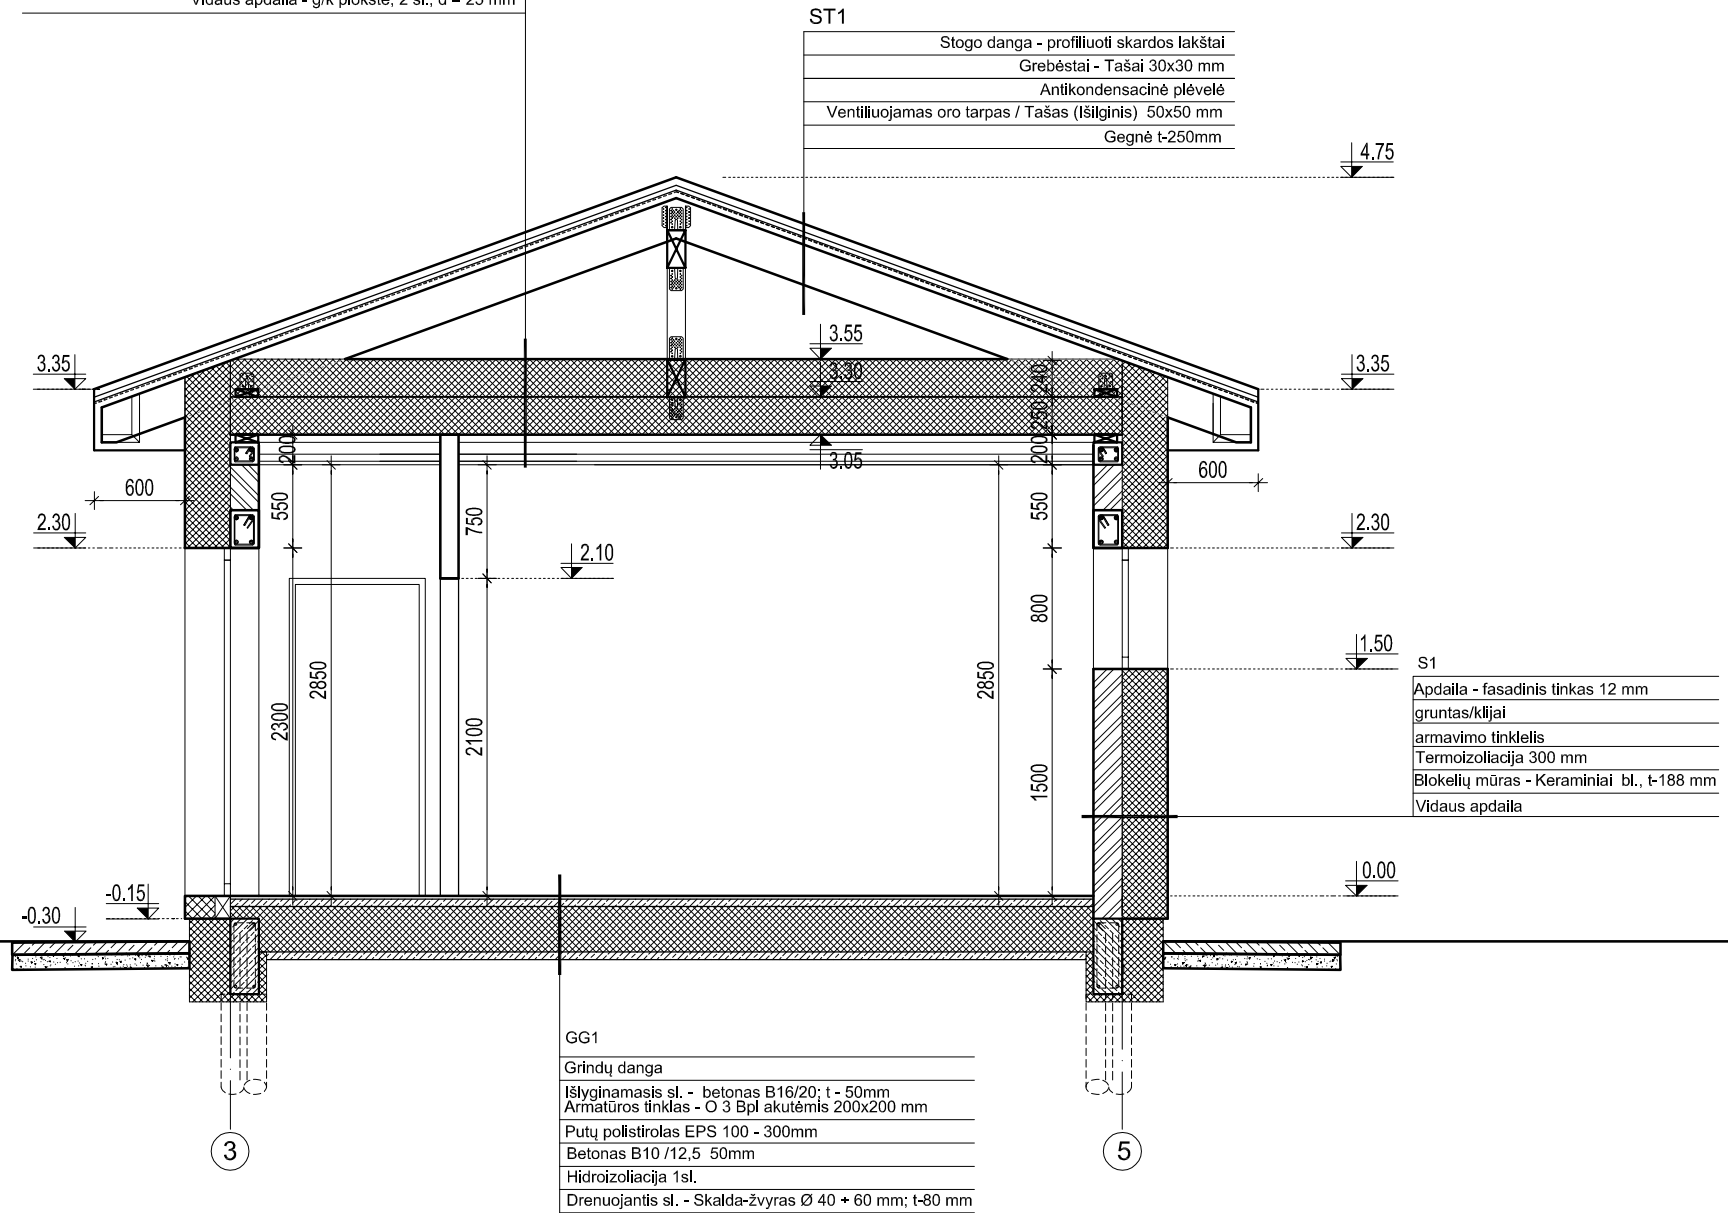 Vidaus apdaila - g/k plokštė, 2 sl., d = 25 mm
ST1
Stogo danga - profiliuoti skardos lakštai
Grebėstai - Tašai 30x30 mm
Antikondensacinė plėvelė
Ventiliuojamas oro tarpas / Tašas (Išilginis) 50x50 mm
Gegnė t-250mm
4.75
3.55
3.35
3.30
240
3.35
250
200
200
3.05
600
600
550
750
550
2.30
2.30
2.10
800
1.50
2850
2850
2300
2100
1500
S1
Apdaila - fasadinis tinkas 12 mm
gruntas/klijai
armavimo tinklelis
Termoizoliacija 300 mm
Blokelių mūras - Keraminiai bl., t-188 mm
Vidaus apdaila
0.00
-0.15
-0.30
GG1
Grindų danga
Išlyginamasis sl. - betonas B16/20; t - 50mm
Armatūros tinklas - O 3 BpI akutėmis 200x200 mm
Putų polistirolas EPS 100 - 300mm
Betonas B10 /12,5 50mm
Hidroizoliacija 1sl.
Drenuojantis sl. - Skalda-žvyras Ø 40 + 60 mm; t-80 mm
3
5